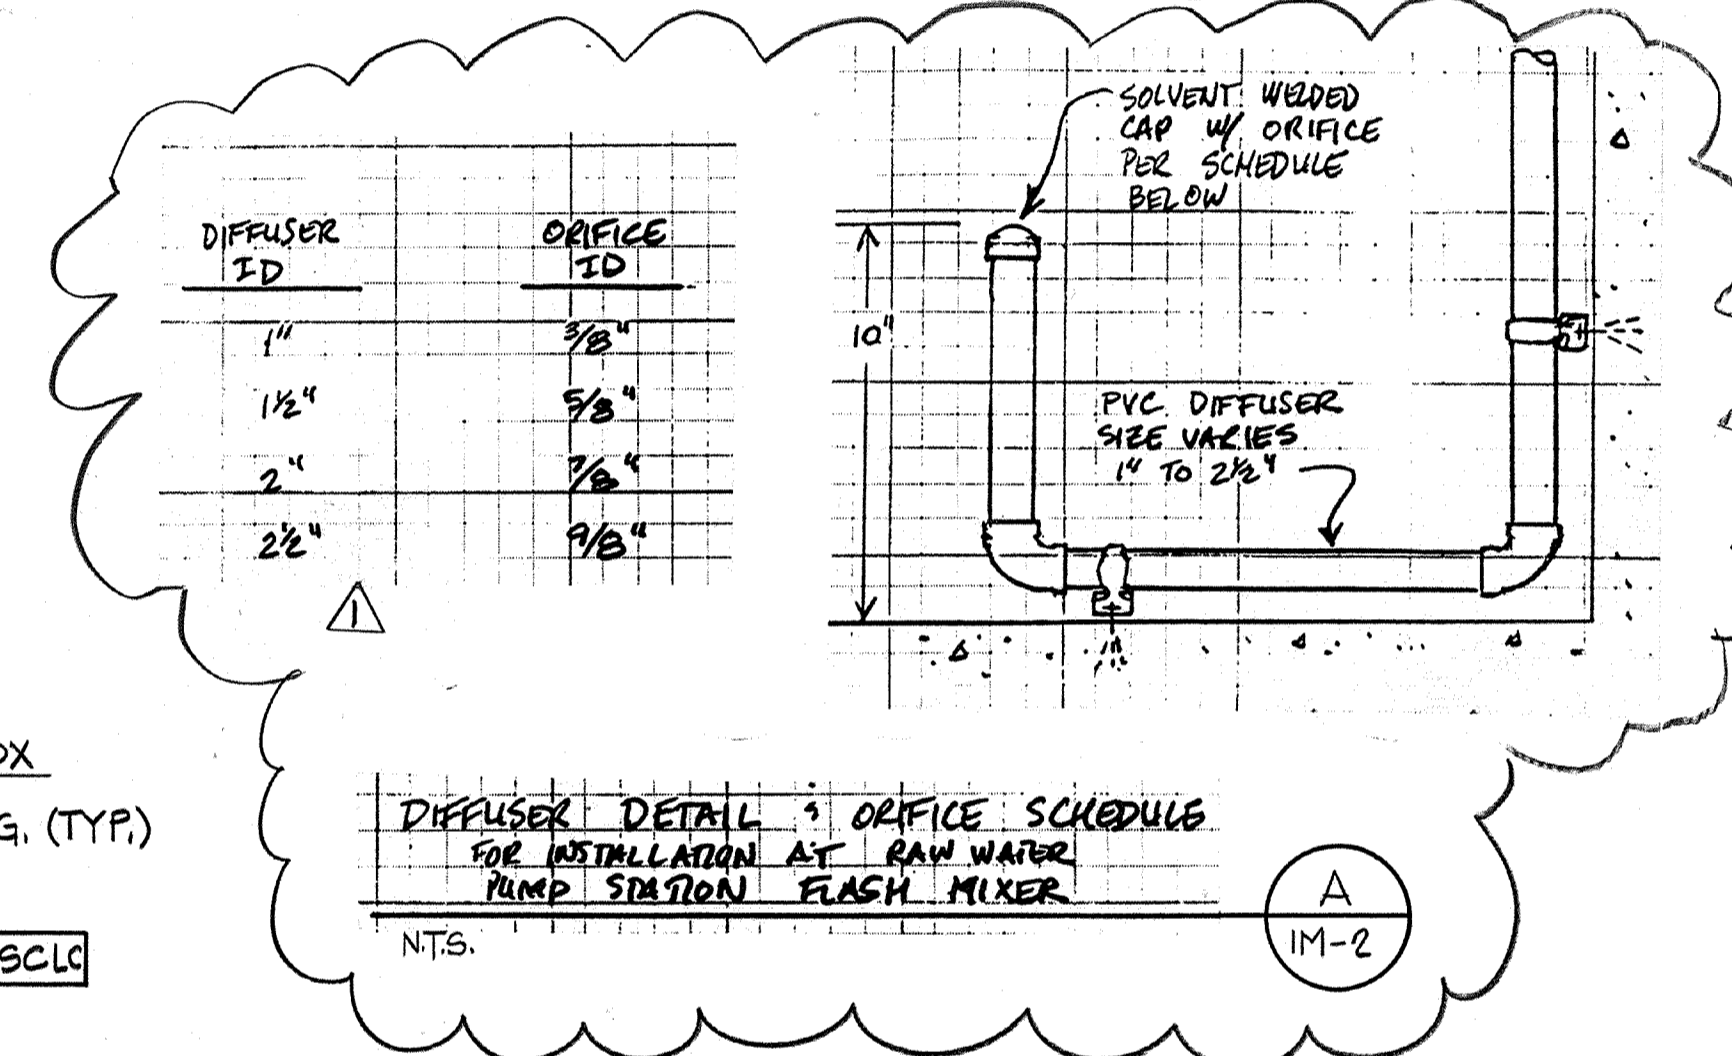 DIFFUSER ID
ORIFICE ID
1" 3/8"
1½" 5/8"
2" 7/8"
2½" 9/8"
1
SOLVENT WELDED
CAP W/ ORIFICE
PER SCHEDULE
BELOW
10"
PVC DIFFUSER
SIZE VARIES
1" TO 2½"
DIFFUSER DETAIL & ORIFICE SCHEDULE
FOR INSTALLATION AT RAW WATER
PUMP STATION FLASH MIXER
N.T.S.
A
IM-2
G. (TYP.)
SCLC